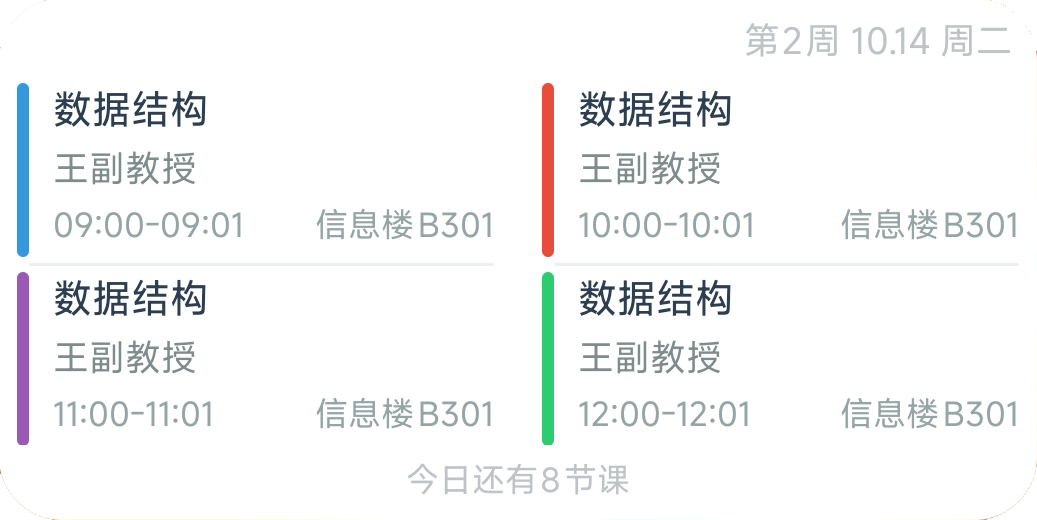 第2周 10.14 周二
数据结构
王副教授
09:00-09:01 信息楼B301
数据结构
王副教授
10:00-10:01 信息楼B301
数据结构
王副教授
11:00-11:01 信息楼B301
数据结构
王副教授
12:00-12:01 信息楼B301
今日还有8节课